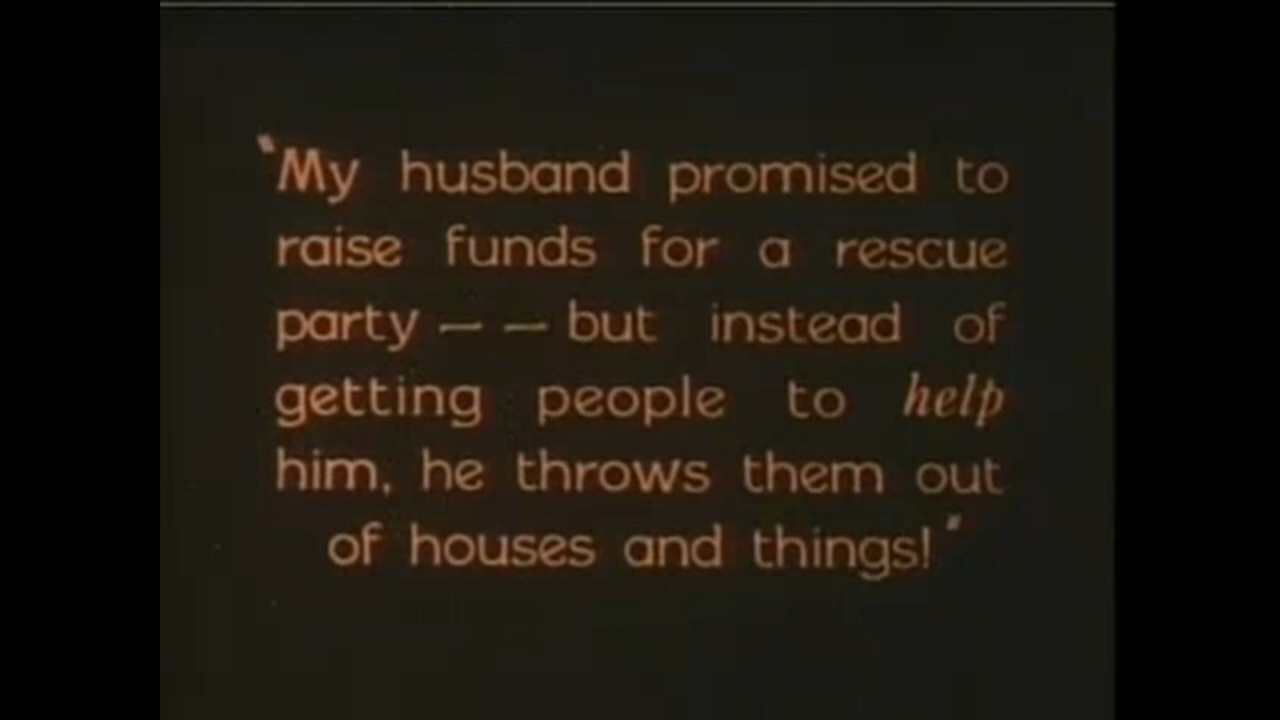 "My husband promised to
raise funds for a rescue
party — — but instead of
getting people to help
him, he throws them out
of houses and things!"